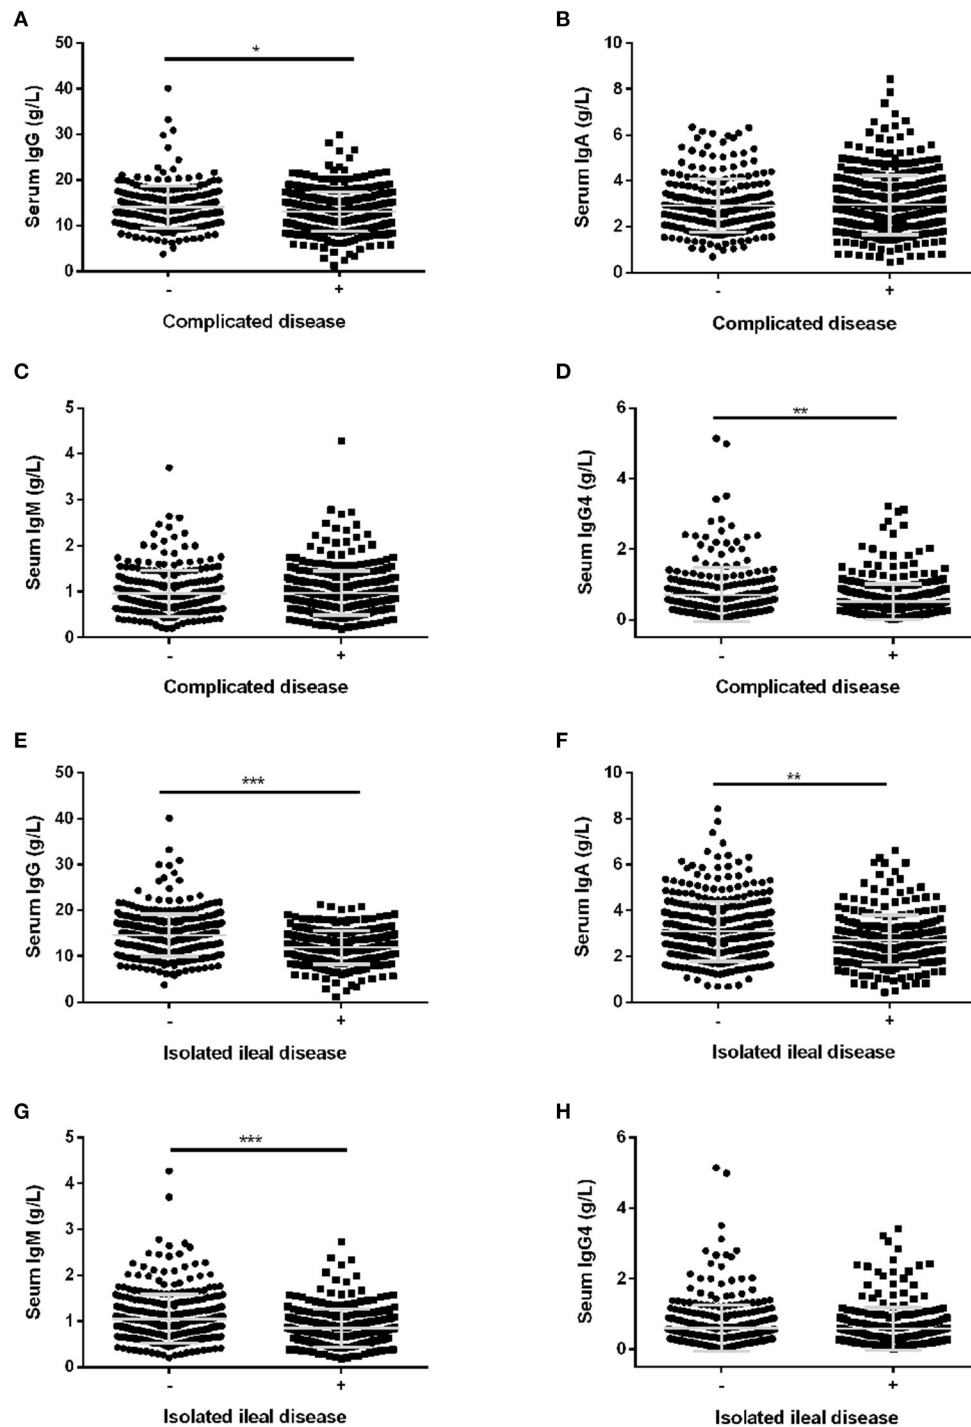 A
Serum IgG (g/L)
50
40
30
20
10
0
*
- +
Complicated disease
B
Serum IgA (g/L)
10
8
6
4
2
0
- +
Complicated disease
C
Seum IgM (g/L)
5
4
3
2
1
0
- +
Complicated disease
D
Seum IgG4 (g/L)
6
4
2
0
**
- +
Complicated disease
E
Serum IgG (g/L)
50
40
30
20
10
0
***
- +
Isolated ileal disease
F
Serum IgA (g/L)
10
8
6
4
2
0
**
- +
Isolated ileal disease
G
Seum IgM (g/L)
5
4
3
2
1
0
***
- +
Isolated ileal disease
H
Seum IgG4 (g/L)
6
4
2
0
- +
Isolated ileal disease